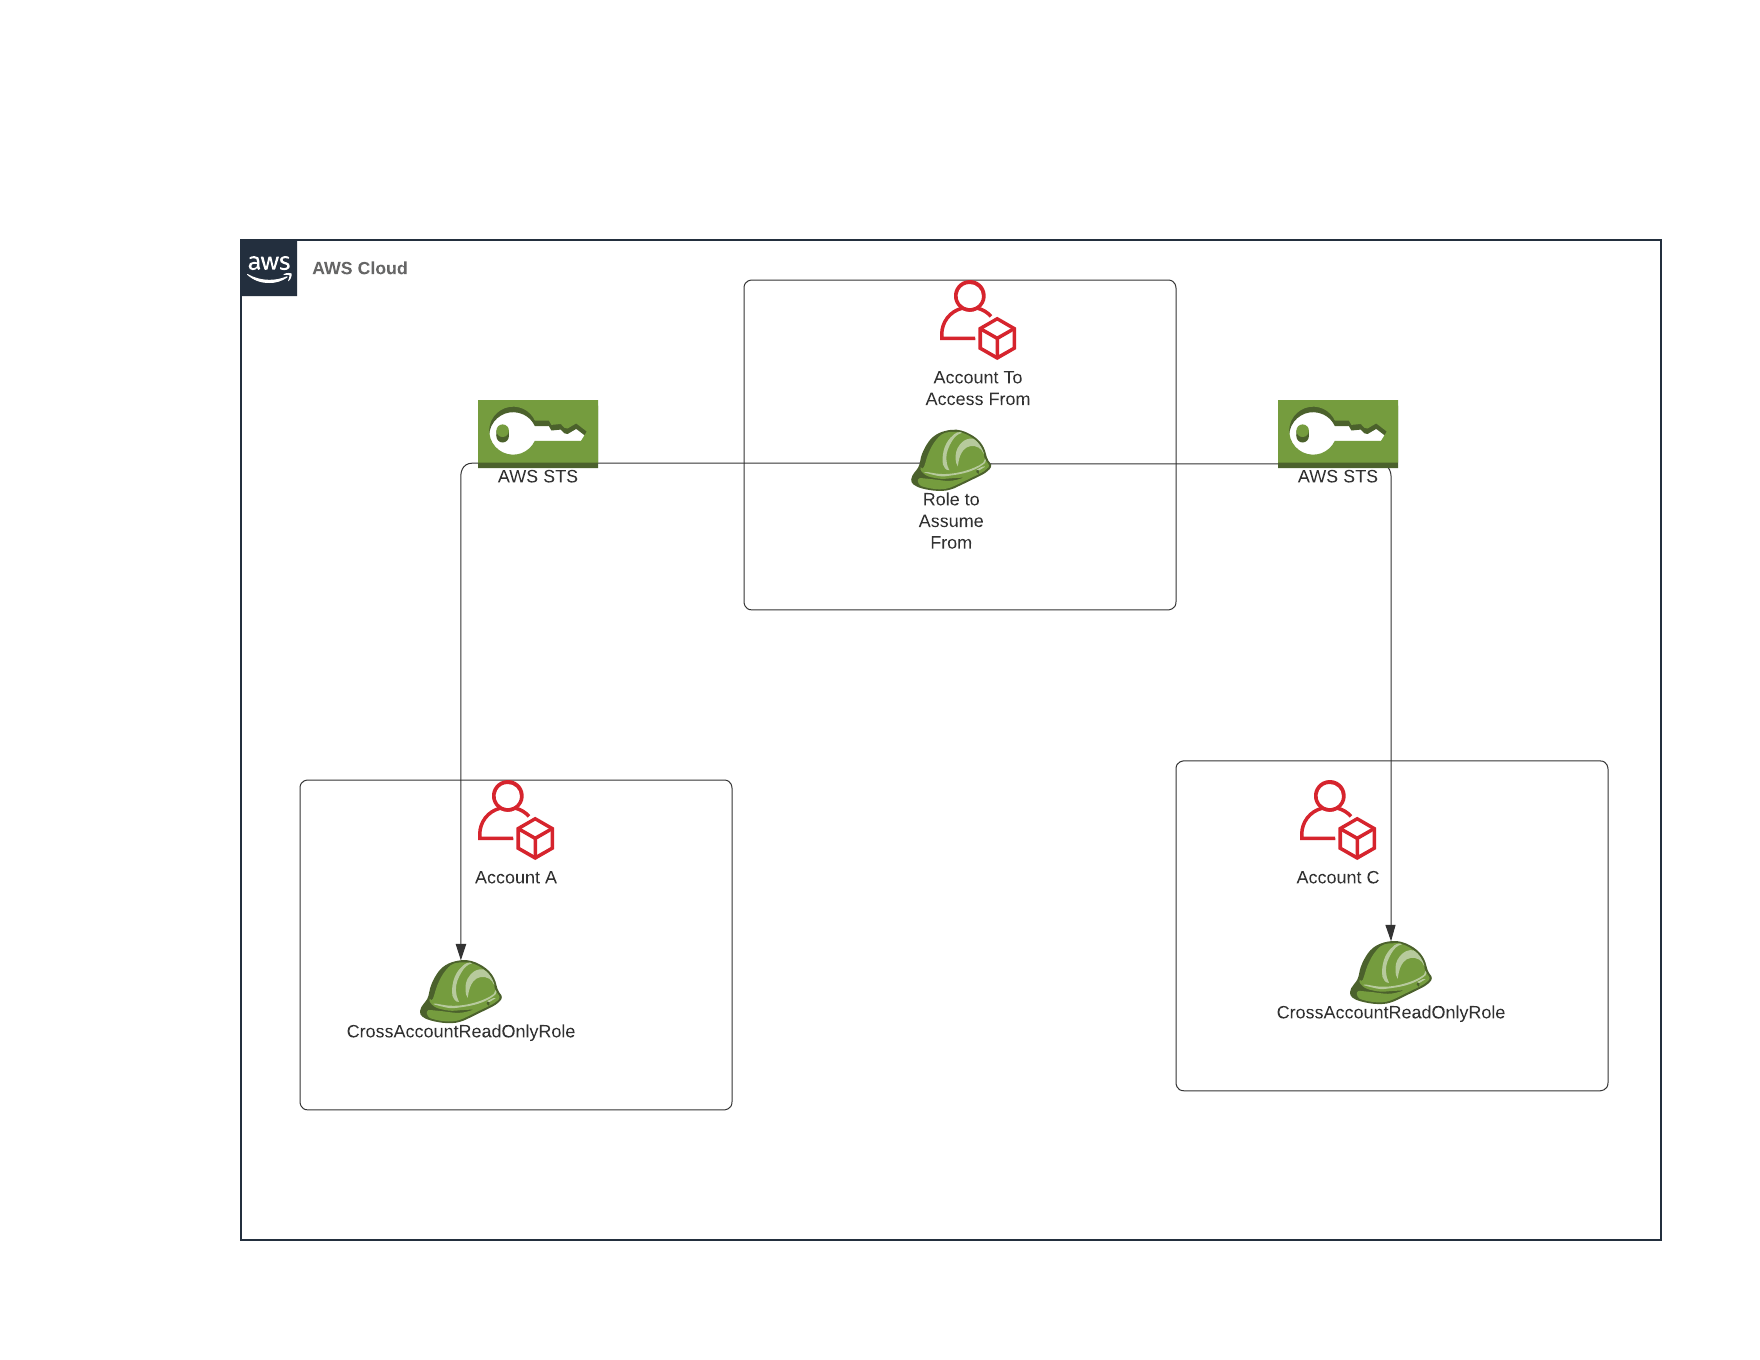 aws
AWS Cloud
Account To
Access From
AWS STS
AWS STS
Role to
Assume
From
Account A
Account C
CrossAccountReadOnlyRole
CrossAccountReadOnlyRole